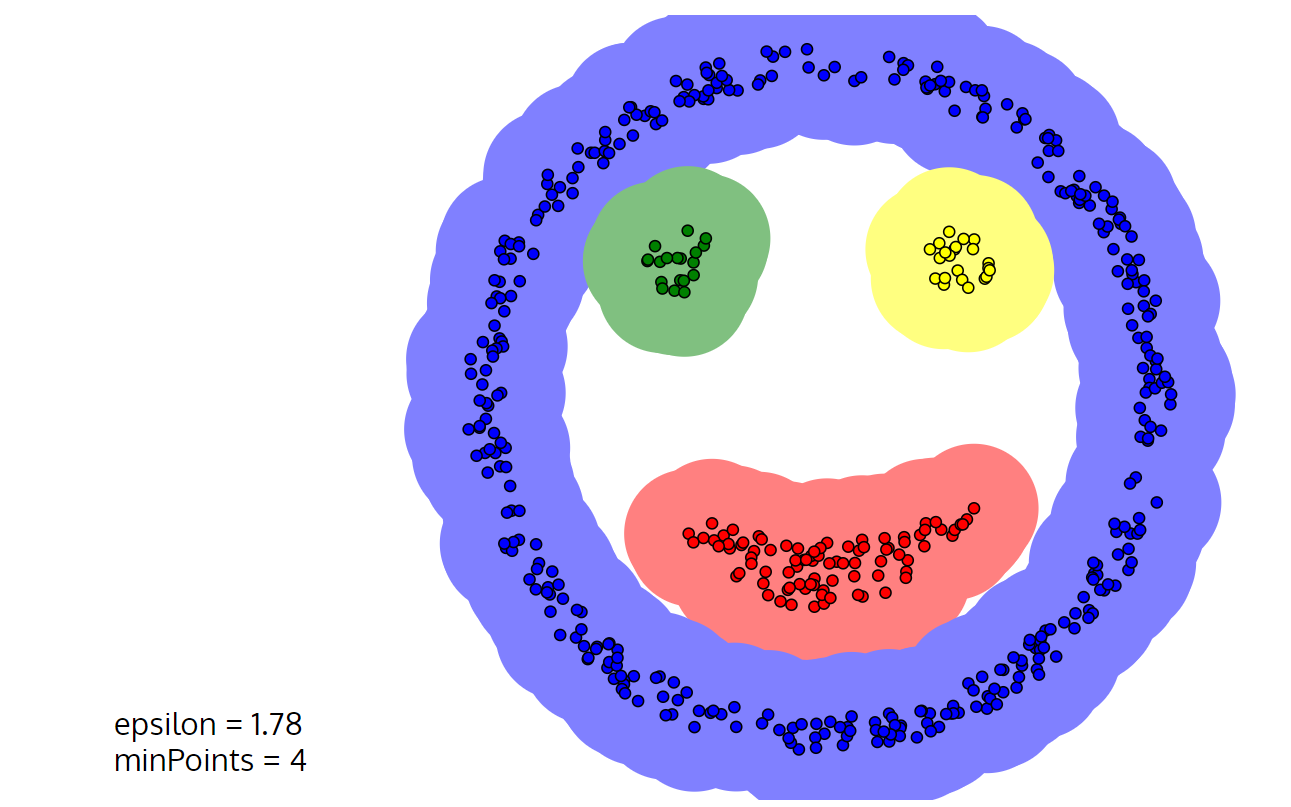 epsilon = 1.78
minPoints = 4